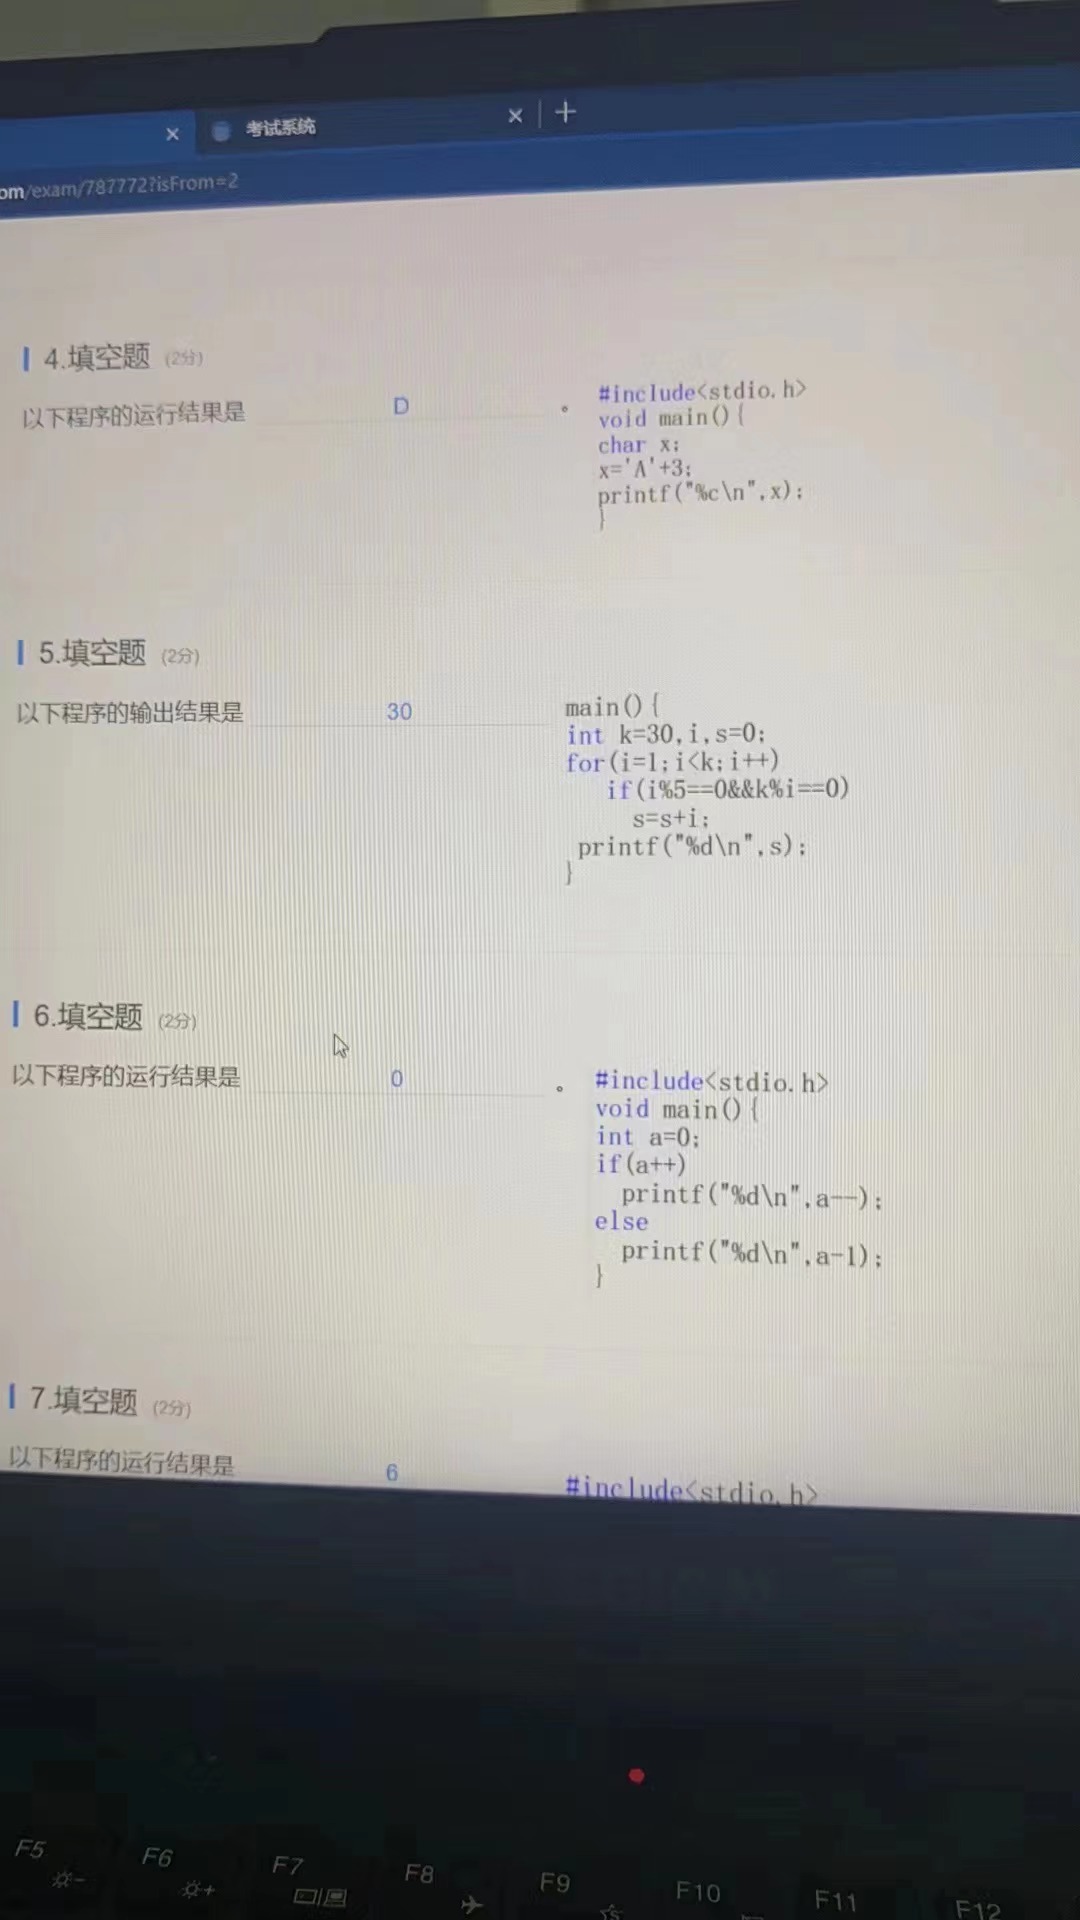 考试系统
om/exam/787772?isFrom=2
4.填空题 (2分)
以下程序的运行结果是 D 。
#include<stdio.h>
void main(){
char x;
x='A'+3;
printf("%c\n",x);
}
5.填空题 (2分)
以下程序的输出结果是 30
main(){
int k=30,i,s=0;
for(i=1;i<k;i++)
if(i%5==0&&k%i==0)
s=s+i;
printf("%d\n",s);
}
6.填空题 (2分)
以下程序的运行结果是 0 。
#include<stdio.h>
void main(){
int a=0;
if(a++)
printf("%d\n",a--);
else
printf("%d\n",a-1);
}
7.填空题 (2分)
以下程序的运行结果是 6
#include<stdio.h>
F5 F6 F7 F8 F9 F10 F11 F12